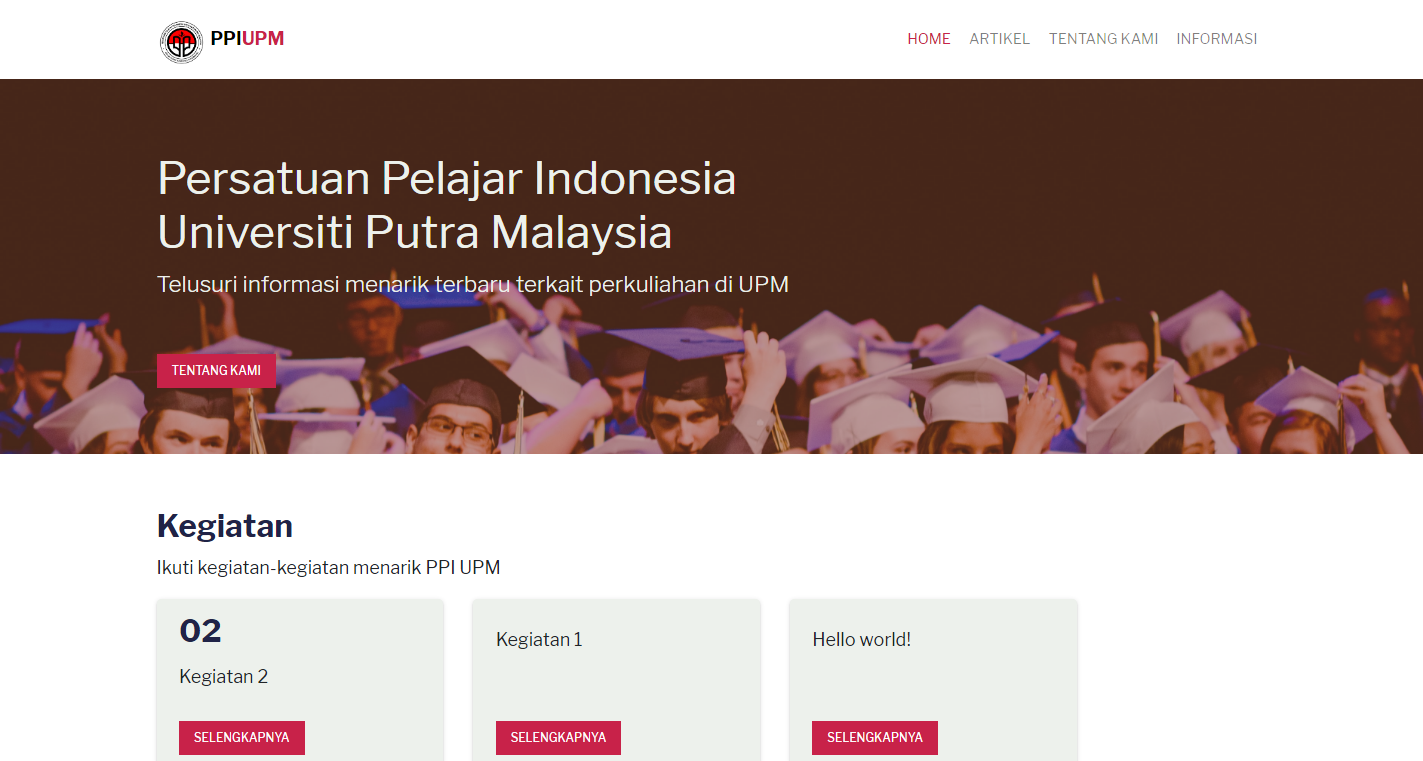 PPIUPM
HOME ARTIKEL TENTANG KAMI INFORMASI
Persatuan Pelajar Indonesia
Universiti Putra Malaysia
Telusuri informasi menarik terbaru terkait perkuliahan di UPM
TENTANG KAMI
Kegiatan
Ikuti kegiatan-kegiatan menarik PPI UPM
02
Kegiatan 2
SELENGKAPNYA
Kegiatan 1
SELENGKAPNYA
Hello world!
SELENGKAPNYA